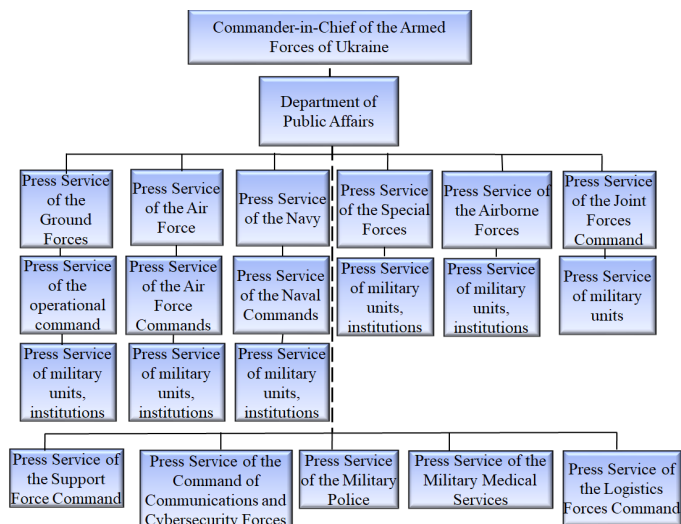 Commander-in-Chief of the Armed
Forces of Ukraine
Department of
Public Affairs
Press Service
of the
Ground
Forces
Press Service
of the Air
Force
Press Service
of the Navy
Press Service
of the Special
Forces
Press Service of
the Airborne
Forces
Press Service
of the Joint
Forces
Command
Press Service
of the
operational
command
Press Service
of the Air
Force
Commands
Press Service
of the Naval
Commands
Press Service
of military
units,
institutions
Press Service
of military
units,
institutions
Press Service
of military
units
Press Service
of military
units,
institutions
Press Service
of military
units,
institutions
Press Service
of military
units,
institutions
Press Service of
the Support
Force Command
Press Service of the
Command of
Communications and
Cybersecurity Forces
Press Service
of the Military
Police
Press Service of the
Military Medical
Services
Press Service of
the Logistics
Forces Command